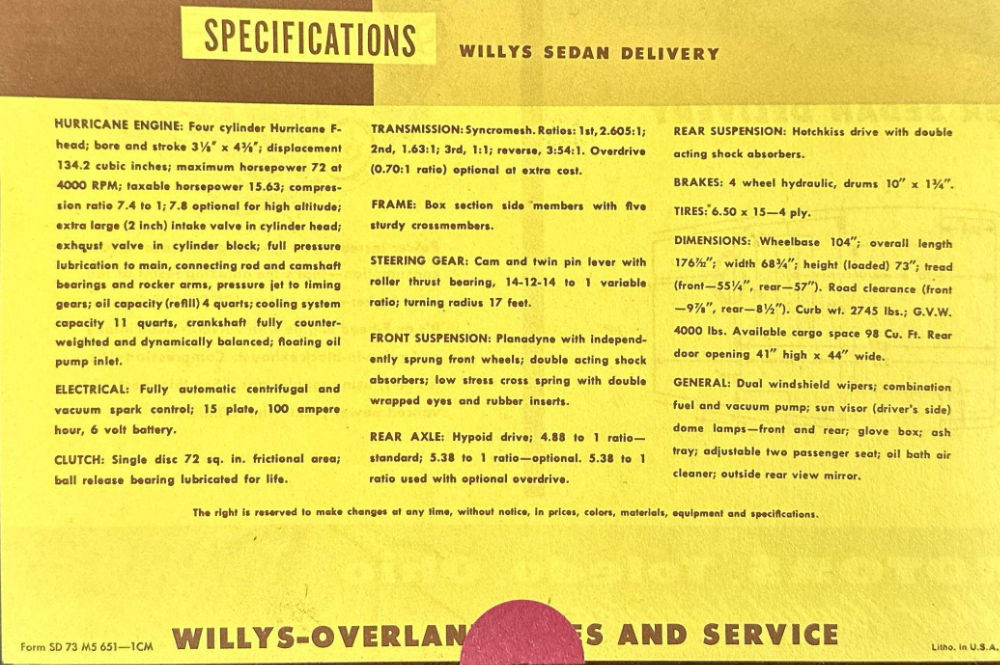 SPECIFICATIONS
WILLYS SEDAN DELIVERY
HURRICANE ENGINE: Four cylinder Hurricane F-
head; bore and stroke 3⅛" x 4⅜"; displacement
134.2 cubic inches; maximum horsepower 72 at
4000 RPM; taxable horsepower 15.63; compres-
sion ratio 7.4 to 1; 7.8 optional for high altitude;
extra large (2 inch) intake valve in cylinder head;
exhaust valve in cylinder block; full pressure
lubrication to main, connecting rod and camshaft
bearings and rocker arms, pressure jet to timing
gears; oil capacity (refill) 4 quarts; cooling system
capacity 11 quarts, crankshaft fully counter-
weighted and dynamically balanced; floating oil
pump inlet.
ELECTRICAL: Fully automatic centrifugal and
vacuum spark control; 15 plate, 100 ampere
hour, 6 volt battery.
CLUTCH: Single disc 72 sq. in. frictional area;
ball release bearing lubricated for life.
TRANSMISSION: Syncromesh. Ratios: 1st, 2.605:1;
2nd, 1.63:1; 3rd, 1:1; reverse, 3:54:1. Overdrive
(0.70:1 ratio) optional at extra cost.
FRAME: Box section side members with five
sturdy crossmembers.
STEERING GEAR: Cam and twin pin lever with
roller thrust bearing, 14-12-14 to 1 variable
ratio; turning radius 17 feet.
FRONT SUSPENSION: Planadyne with independ-
ently sprung front wheels; double acting shock
absorbers; low stress cross spring with double
wrapped eyes and rubber inserts.
REAR AXLE: Hypoid drive; 4.88 to 1 ratio—
standard; 5.38 to 1 ratio—optional. 5.38 to 1
ratio used with optional overdrive.
REAR SUSPENSION: Hotchkiss drive with double
acting shock absorbers.
BRAKES: 4 wheel hydraulic, drums 10" x 1¾".
TIRES: 6.50 x 15—4 ply.
DIMENSIONS: Wheelbase 104"; overall length
width 68¾"; height (loaded) 73"; tread
(front—55¼", rear—57"). Road clearance (front
—9⅞", rear—8½"). Curb wt. 2745 lbs.; G.V.W.
4000 lbs. Available cargo space 98 Cu. Ft. Rear
door opening 41" high x 44" wide.
GENERAL: Dual windshield wipers; combination
fuel and vacuum pump; sun visor (driver's side)
dome lamps—front and rear; glove box; ash
tray; adjustable two passenger seat; oil bath air
cleaner; outside rear view mirror.
The right is reserved to make changes at any time, without notice, in prices, colors, materials, equipment and specifications.
Form SD 73 M5 651—1CM
WILLYS-OVERLAN ES AND SERVICE
Litho. In U.S.A.